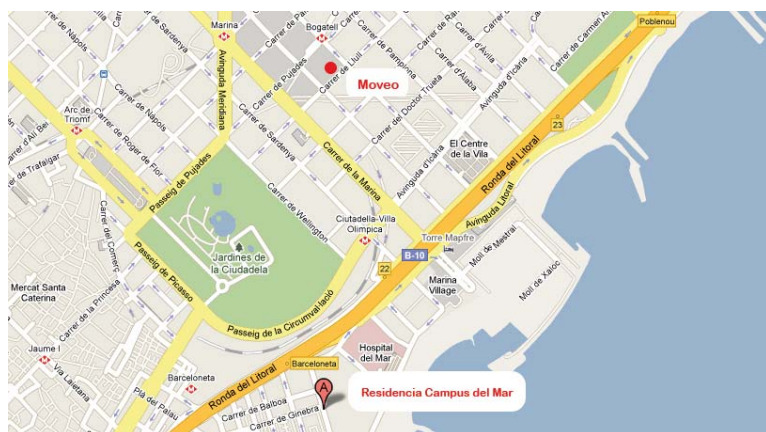 Marina
Bogatell
Poblenou
Carrer de Nàpols
Carrer de Sardenya
Avinguda Meridiana
Carrer de Pujades
Carrer de Llull
Carrer de Pamplona
Carrer d'Àvila
Avinguda d'Icària
Moveo
Carrer d'Àlaba
Carrer del Doctor Trueta
Arc de
Triomf
Carrer de Nàpols
Carrer de Roger de Flor
Carrer de Trafalgar
Passeig de Pujades
Carrer de Sardenya
Carrer de la Marina
Avinguda d'Icària
El Centre
de la Vila
23
Ronda del Litoral
Avinguda Litoral
Carrer de Wellington
Ciutadella-Villa
Olimpica
Torre Mapfre
B-10
22
Moll de Mestral
Moll de Xaloc
Marina
Village
Jardines de
la Ciudadela
Carrer del Comerç
Passeig de Picasso
Mercat Santa
Caterina
Carrer de la Princesa
Passeig de la Circumval·lació
Jaume I
Via Laietana
Barceloneta
Plà del Palau
Ronda del Litoral
Barceloneta
Hospital
del Mar
A
Residencia Campus del Mar
Carrer de Balboa
Carrer de Ginebra